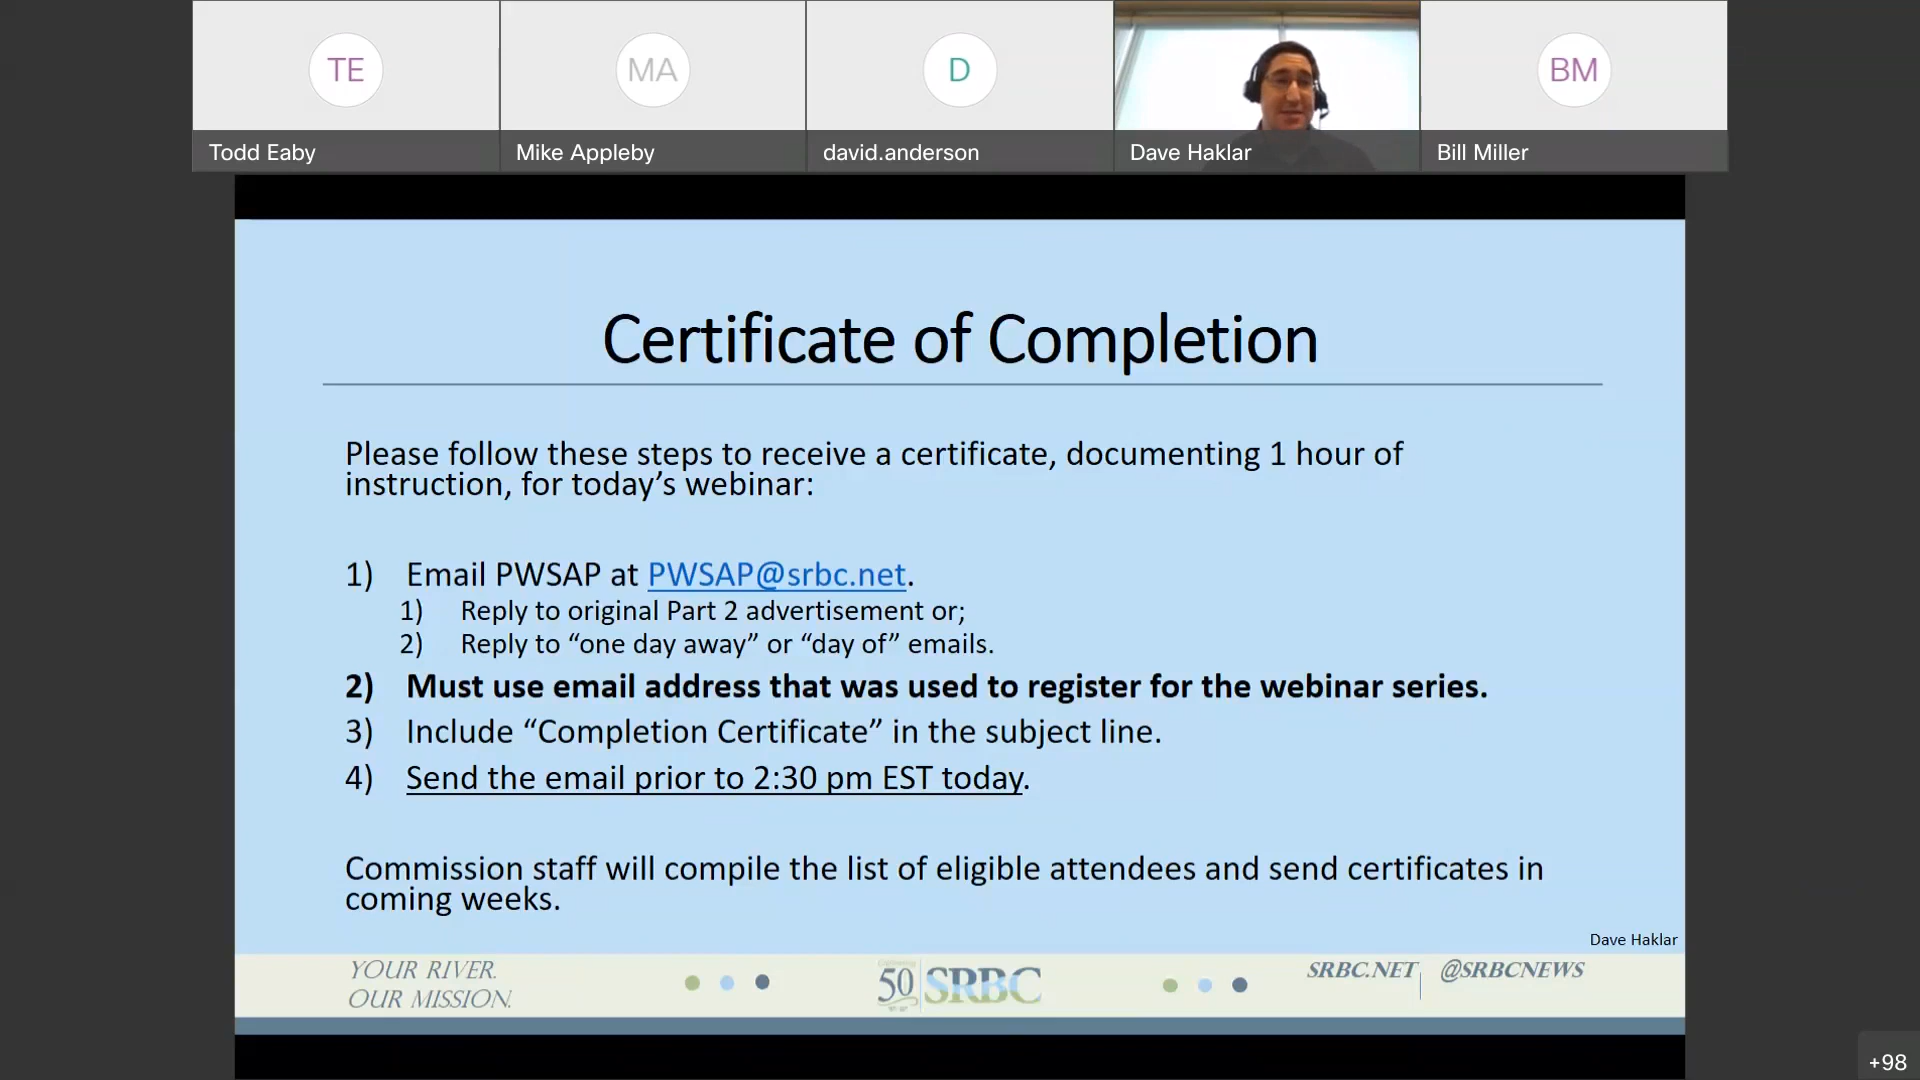 TE
MA
D
BM
Todd Eaby
Mike Appleby
david.anderson
Dave Haklar
Bill Miller
Certificate of Completion
Please follow these steps to receive a certificate, documenting 1 hour of
instruction, for today’s webinar:
1) Email PWSAP at PWSAP@srbc.net.
1) Reply to original Part 2 advertisement or;
2) Reply to “one day away” or “day of” emails.
2) Must use email address that was used to register for the webinar series.
3) Include “Completion Certificate” in the subject line.
4) Send the email prior to 2:30 pm EST today.
Commission staff will compile the list of eligible attendees and send certificates in
coming weeks.
Dave Haklar
YOUR RIVER.
OUR MISSION.
50 SRBC
SRBC.NET @SRBCNEWS
+98